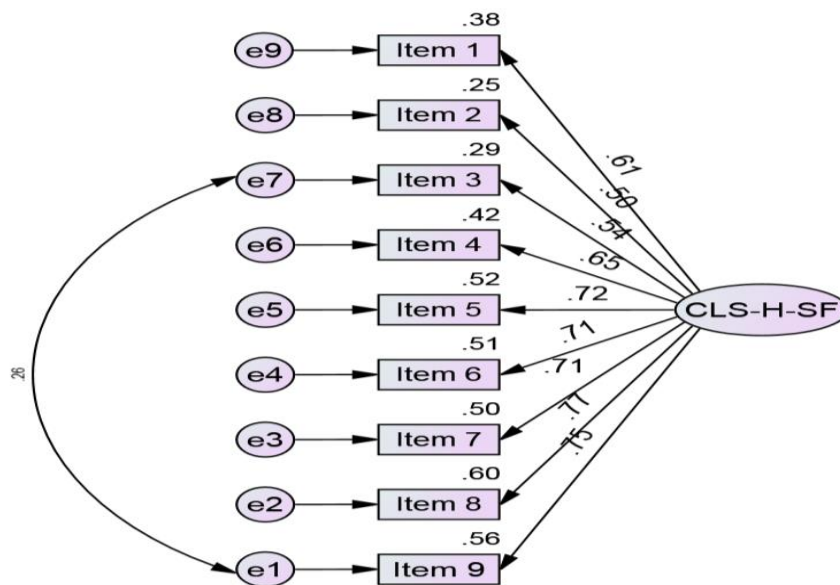 .38
e9 Item 1
.25
e8 Item 2
.61
.29
e7 Item 3
.50
.42
e6 Item 4
.54
.65
.52
e5 Item 5
.72
CLS-H-SF
.51
e4 Item 6
.71
.26
.50
e3 Item 7
.71
.60
e2 Item 8
.77
.56
e1 Item 9
.75